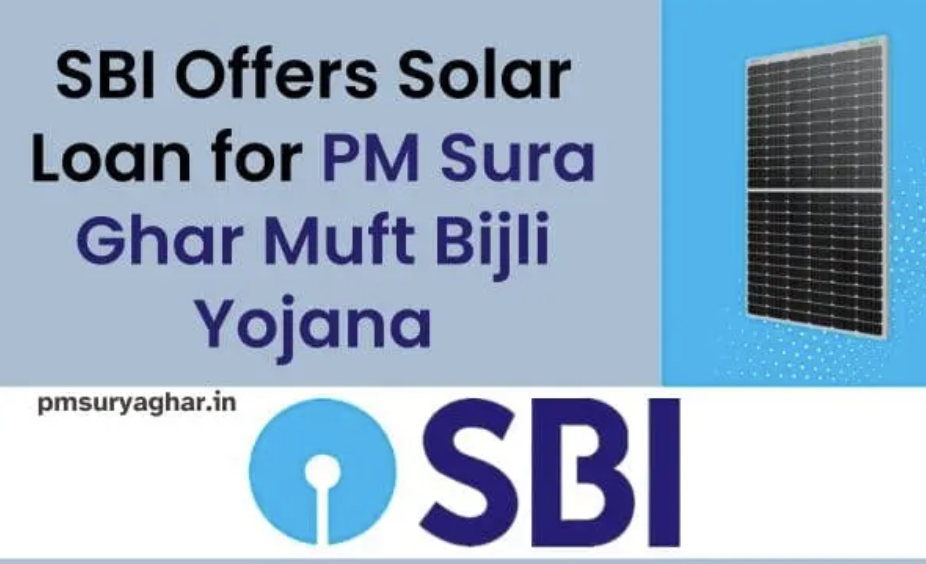 SBI Offers Solar
Loan for PM Sura
Ghar Muft Bijli
Yojana
pmsuryaghar.in
SBI